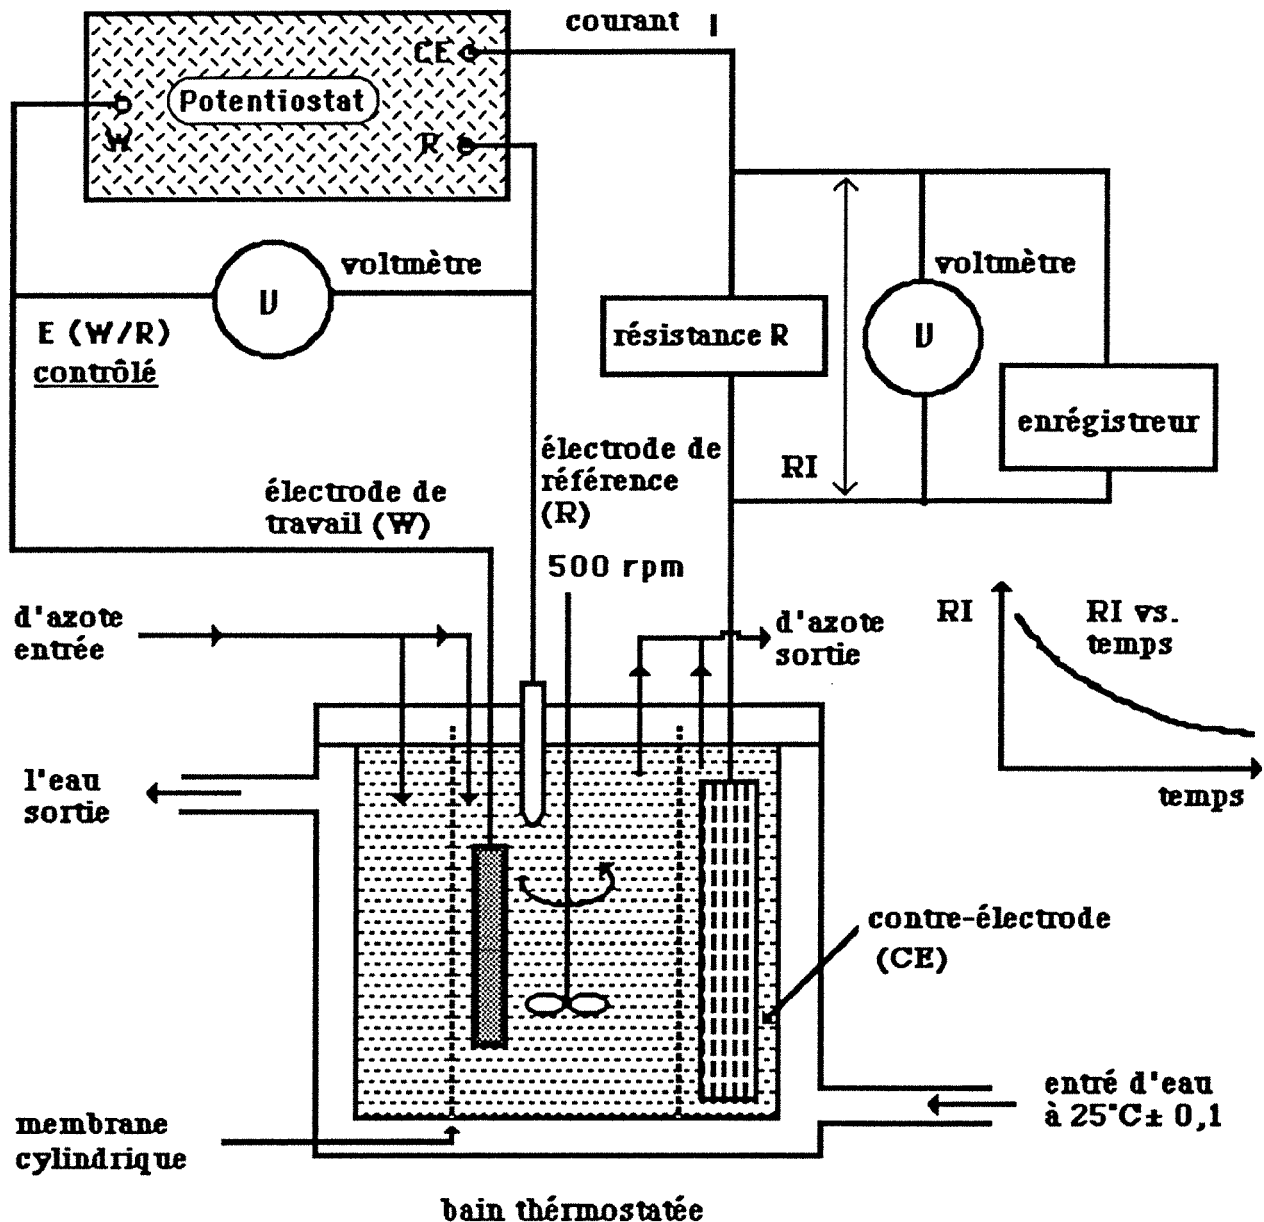 courant I
CE
Potentiostat
W
R
voltmètre
V
E (W/R)
contrôlé
voltmètre
V
résistance R
enrégistreur
RI
électrode de
référence
(R)
électrode de
travail (W)
500 rpm
d'azote
entrée
d'azote
sortie
RI
RI vs.
temps
temps
l'eau
sortie
contre-électrode
(CE)
entré d'eau
à 25°C± 0,1
membrane
cylindrique
bain thérmostatée